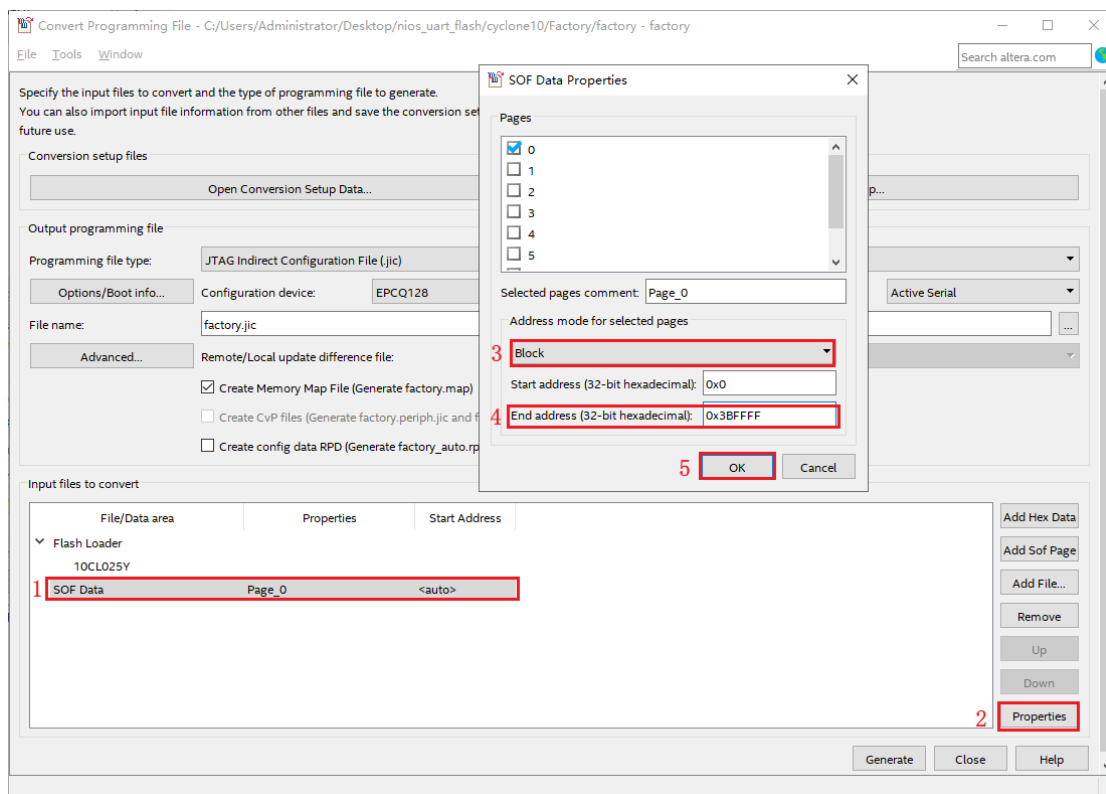 Convert Programming File - C:/Users/Administrator/Desktop/nios_uart_flash/cyclone10/Factory/factory - factory
File Tools Window
Search altera.com
Specify the input files to convert and the type of programming file to generate.
You can also import input file information from other files and save the conversion set
future use.
Conversion setup files
Open Conversion Setup Data...
p...
Output programming file
Programming file type: JTAG Indirect Configuration File (.jic)
Options/Boot info... Configuration device: EPCQ128 Active Serial
File name: factory.jic ...
Advanced... Remote/Local update difference file:
Create Memory Map File (Generate factory.map)
Create CvP files (Generate factory.periph.jic and f
Create config data RPD (Generate factory_auto.rp
SOF Data Properties
Pages
0
1
2
3
4
5
Selected pages comment: Page_0
Address mode for selected pages
3 Block
Start address (32-bit hexadecimal): 0x0
4 End address (32-bit hexadecimal): 0x3BFFFF
5 OK Cancel
Input files to convert
File/Data area Properties Start Address
Flash Loader
10CL025Y
1 SOF Data Page_0 <auto>
Add Hex Data
Add Sof Page
Add File...
Remove
Up
Down
2 Properties
Generate Close Help